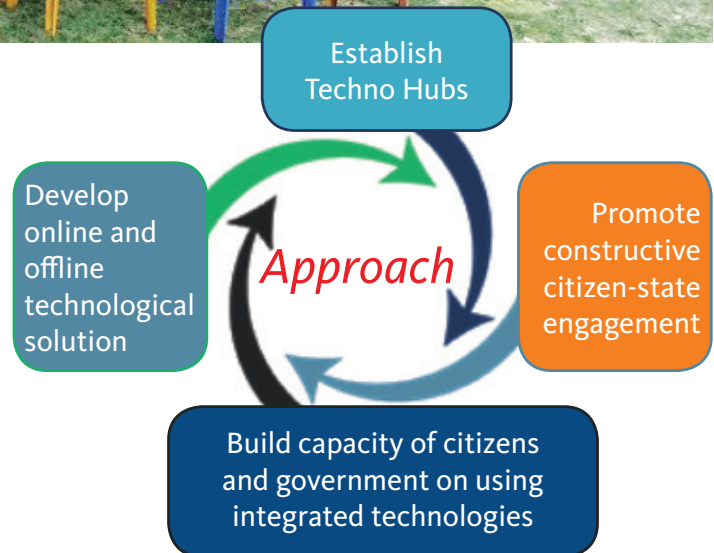 Establish
Techno Hubs
Develop
online and
offline
technological
solution
Approach
Promote
constructive
citizen-state
engagement
Build capacity of citizens
and government on using
integrated technologies